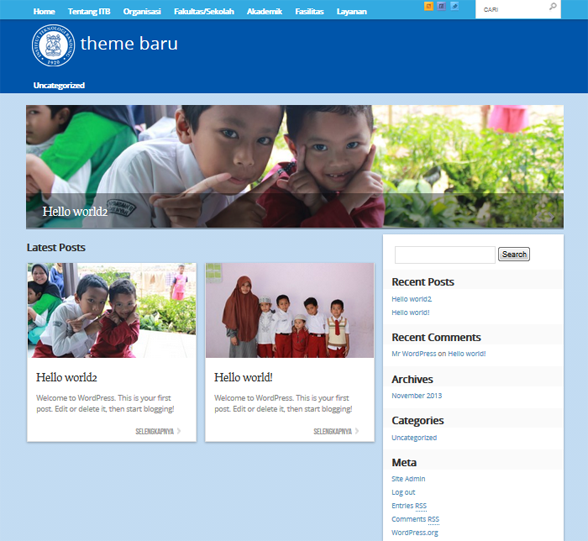 Home Tentang ITB Organisasi Fakultas/Sekolah Akademik Fasilitas Layanan
CARI
theme baru
1920
Uncategorized
Hello world2
Latest Posts
Hello world2
Welcome to WordPress. This is your first
post. Edit or delete it, then start blogging!
SELENGKAPNYA
Hello world!
Welcome to WordPress. This is your first
post. Edit or delete it, then start blogging!
SELENGKAPNYA
Search
Recent Posts
Hello world2
Hello world!
Recent Comments
Mr WordPress on Hello world!
Archives
November 2013
Categories
Uncategorized
Meta
Site Admin
Log out
Entries RSS
Comments RSS
WordPress.org